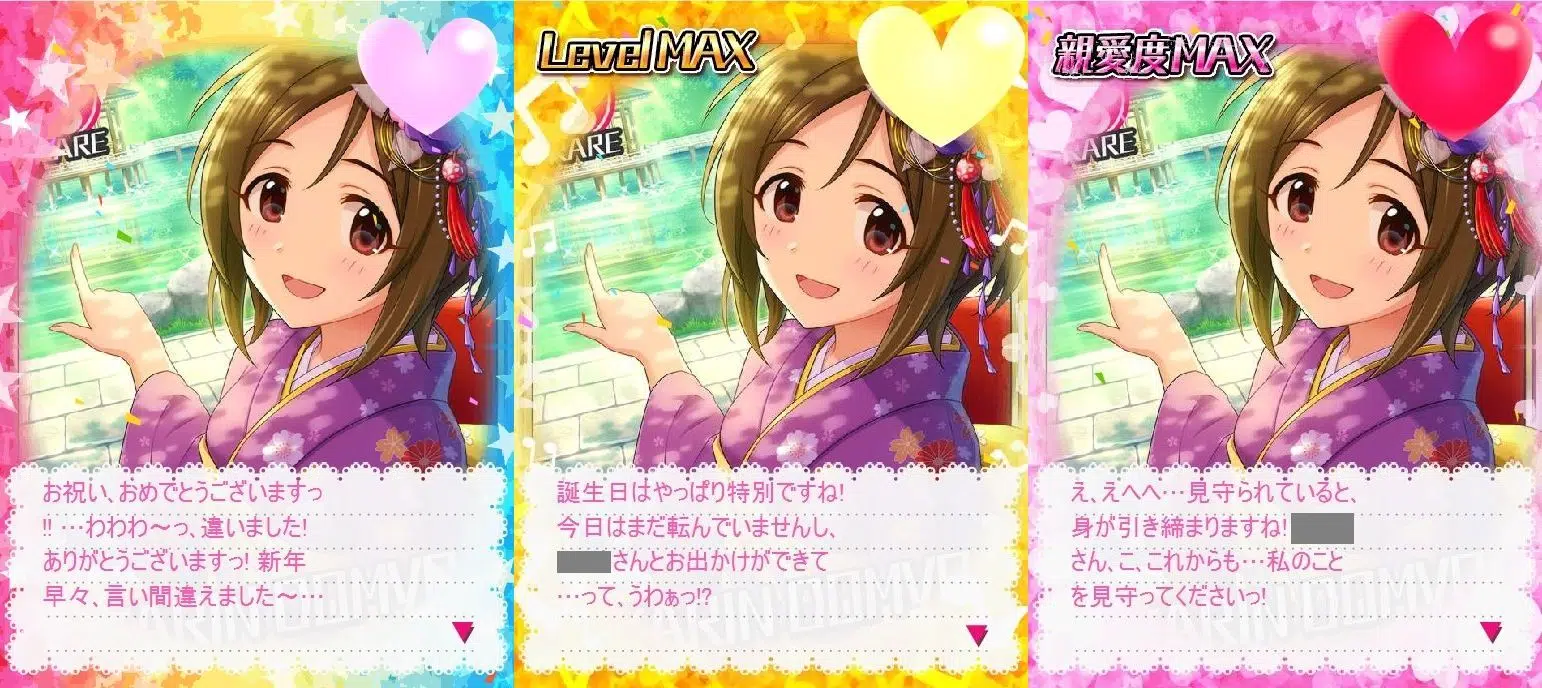 ARE
お祝い、おめでとうございますっ
!! …わわわ~っ、違いました!
ありがとうございますっ! 新年
早々、言い間違えました~…
Level MAX
ARE
誕生日はやっぱり特別ですね!
今日はまだ転んでいませんし、
さんとお出かけができて
…って、うわぁっ!?
親愛度MAX
ARE
え、えへへ…見守られていると、
身が引き締まりますね!
さん、こ、これからも…私のこと
を見守ってくださいっ!